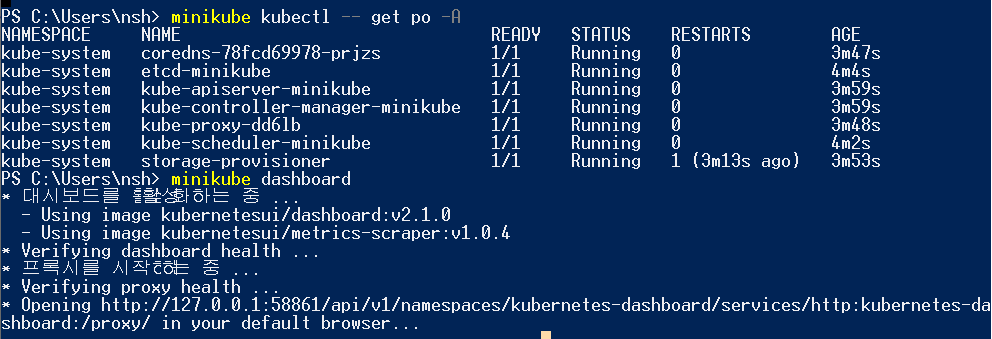 PS C:\Users\nsh> minikube kubectl -- get po -A
NAMESPACE     NAME                               READY   STATUS    RESTARTS        AGE
kube-system   coredns-78fcd69978-prjzs           1/1     Running   0               3m47s
kube-system   etcd-minikube                      1/1     Running   0               4m4s
kube-system   kube-apiserver-minikube            1/1     Running   0               3m59s
kube-system   kube-controller-manager-minikube   1/1     Running   0               3m59s
kube-system   kube-proxy-dd6lb                   1/1     Running   0               3m48s
kube-system   kube-scheduler-minikube            1/1     Running   0               4m2s
kube-system   storage-provisioner                1/1     Running   1 (3m13s ago)   3m53s
PS C:\Users\nsh> minikube dashboard
* 대시보드를 활성화하는 중 ...
  - Using image kubernetesui/dashboard:v2.1.0
  - Using image kubernetesui/metrics-scraper:v1.0.4
* Verifying dashboard health ...
* 프록시를 시작하는 중 ...
* Verifying proxy health ...
* Opening http://127.0.0.1:58861/api/v1/namespaces/kubernetes-dashboard/services/http:kubernetes-da
shboard:/proxy/ in your default browser...